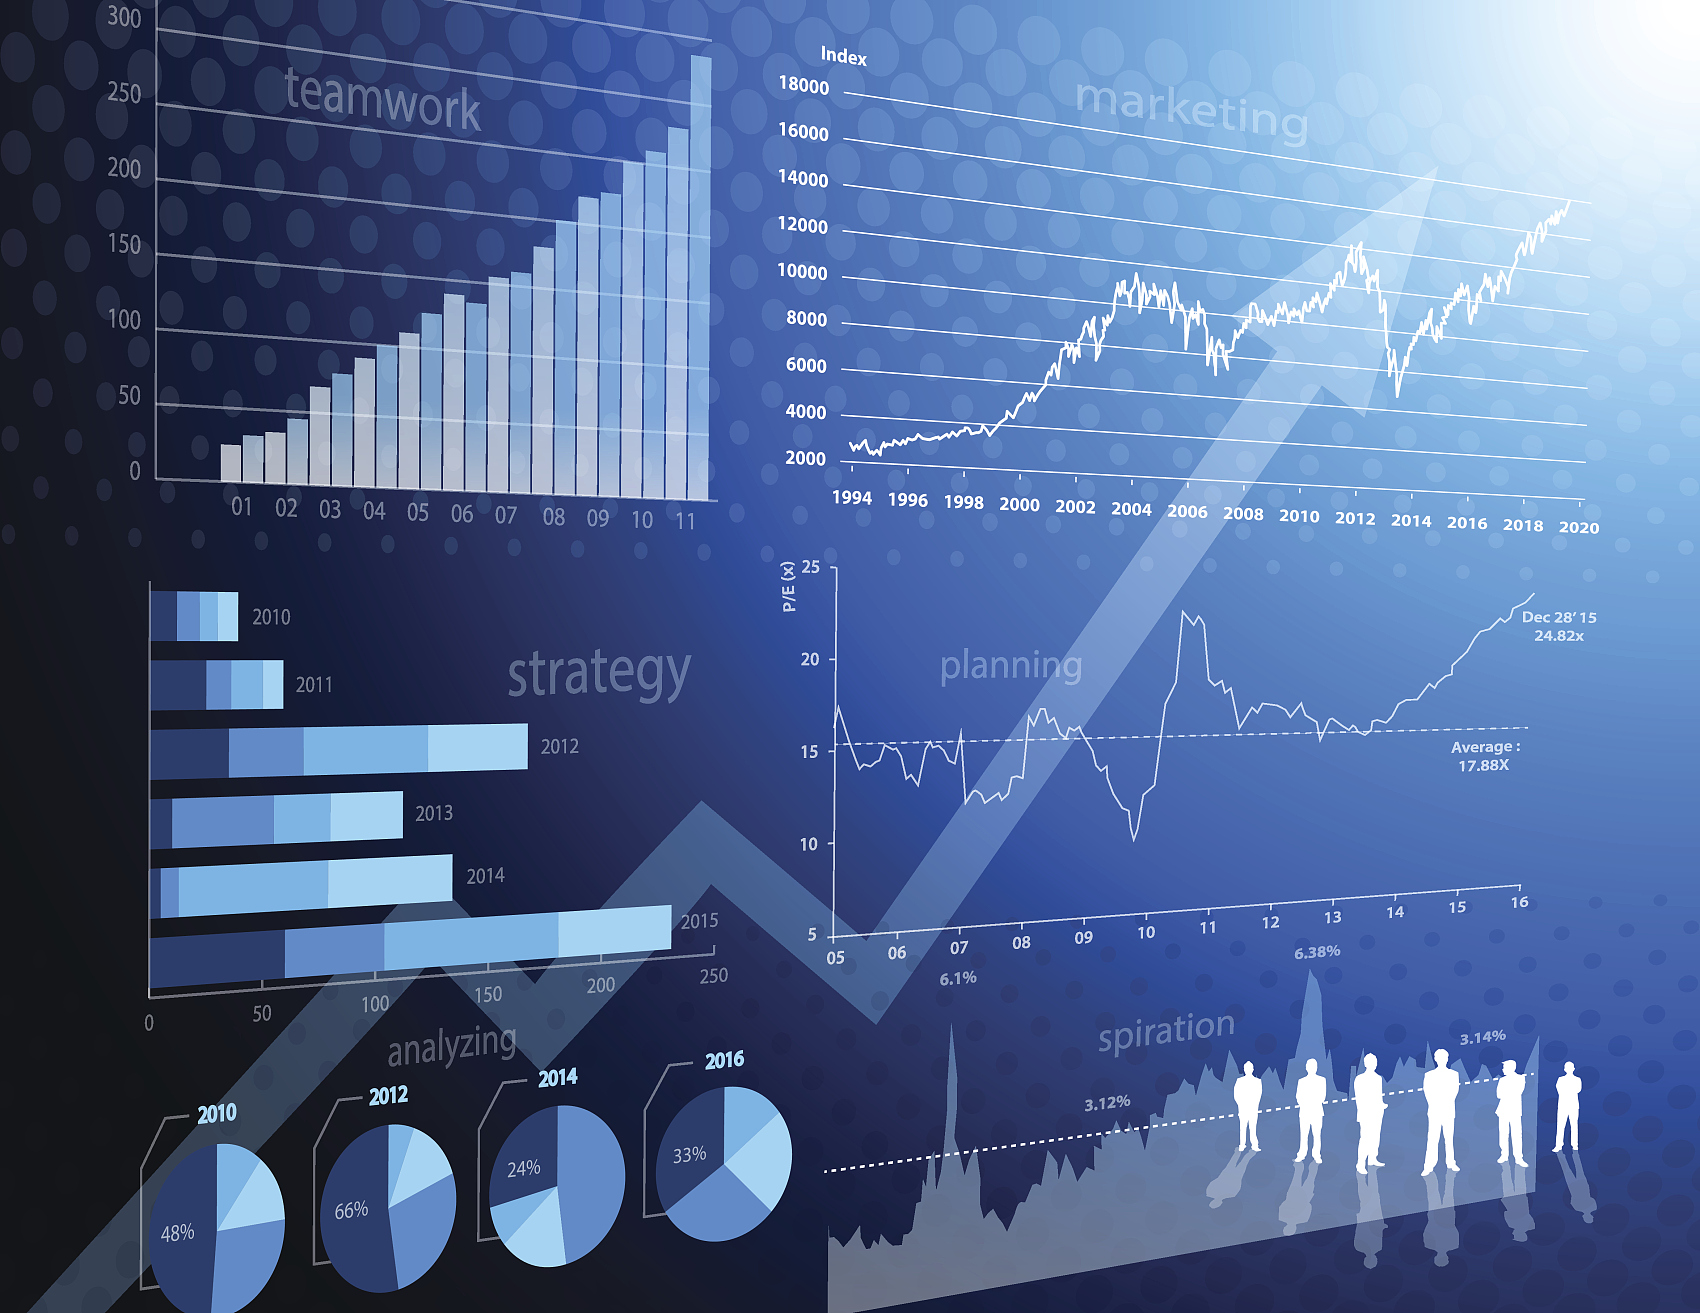 300
250
200
150
100
50
0
teamwork
01 02 03 04 05 06 07 08 09 10 11
Index
18000
16000
14000
12000
10000
8000
6000
4000
2000
marketing
1994 1996 1998 2000 2002 2004 2006 2008 2010 2012 2014 2016 2018 2020
2010
2011
2012
2013
2014
2015
strategy
0 50 100 150 200 250
P/E (x)
25
20
15
10
5
planning
Dec 28'15
24.82x
Average :
17.88X
05 06 07 08 09 10 11 12 13 14 15 16
analyzing
2010
48%
2012
66%
2014
24%
2016
33%
6.1%
6.38%
spiration
3.12%
3.14%